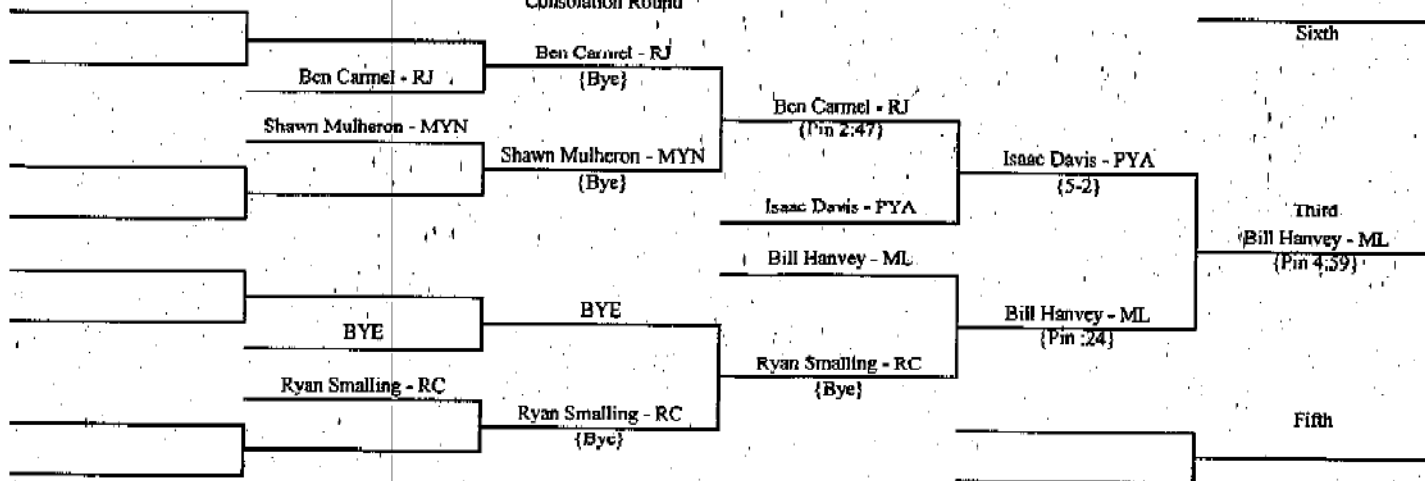 Consolation Round
Sixth
Ben Carmel - RJ
{Bye}
Ben Carmel - RJ
Ben Carmel - RJ
{Pin 2:47}
Shawn Mulheron - MYN
Shawn Mulheron - MYN
{Bye}
Isaac Davis - PYA
{5-2}
Isaac Davis - PYA
Third
Bill Hanvey - ML
{Pin 4:59}
Bill Hanvey - ML
BYE
BYE
Bill Hanvey - ML
{Pin :24}
Ryan Smalling - RC
{Bye}
Ryan Smalling - RC
Ryan Smalling - RC
{Bye}
Fifth